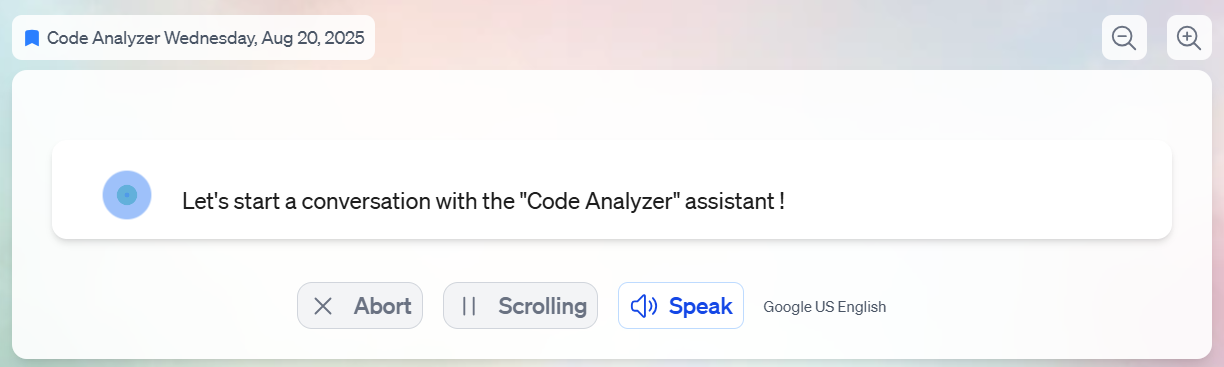 Code Analyzer Wednesday, Aug 20, 2025
Let's start a conversation with the "Code Analyzer" assistant !
Abort
Scrolling
Speak
Google US English